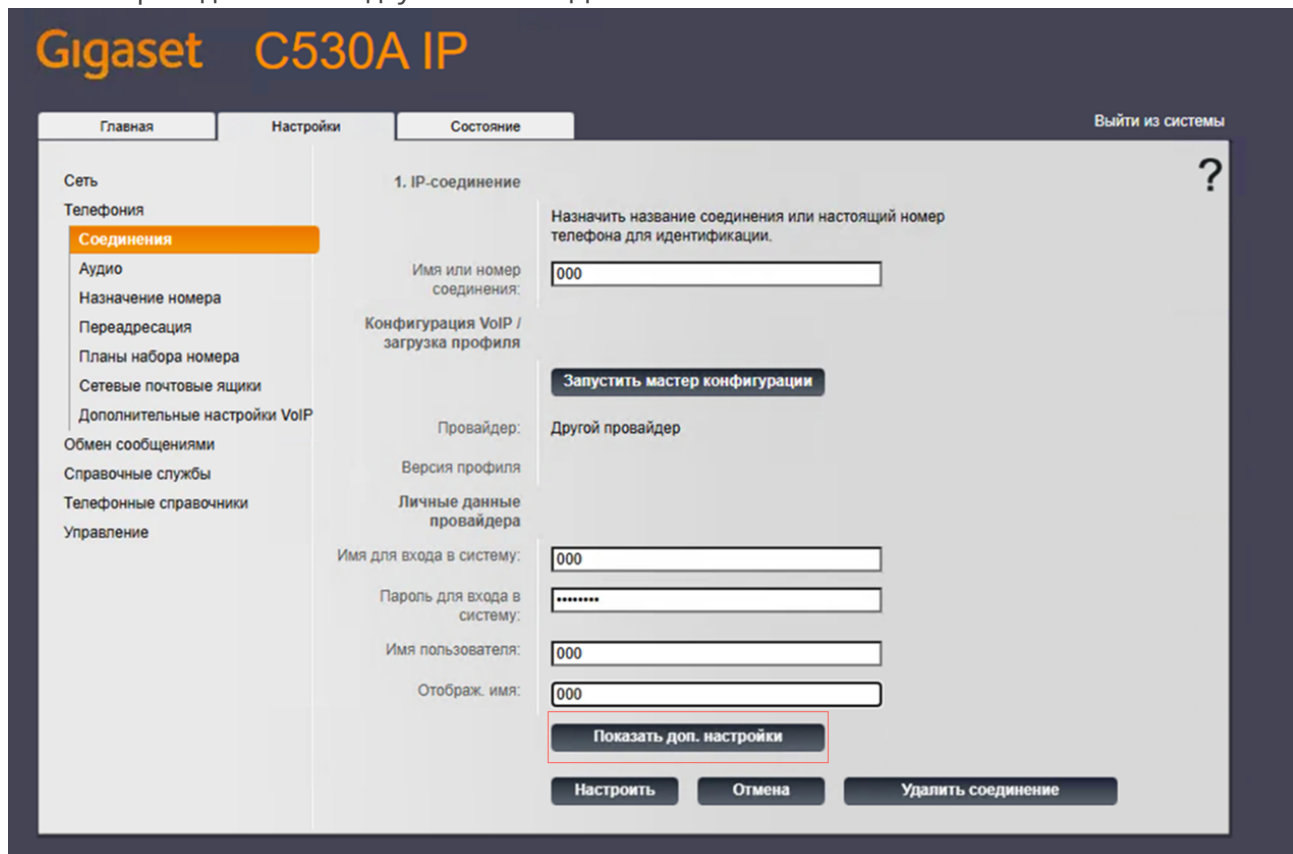 Gigaset C530A IP
Главная Настройки Состояние Выйти из системы
?
Сеть
Телефония
Соединения
Аудио
Назначение номера
Переадресация
Планы набора номера
Сетевые почтовые ящики
Дополнительные настройки VoIP
Обмен сообщениями
Справочные службы
Телефонные справочники
Управление
1. IP-соединение
Назначить название соединения или настоящий номер
телефона для идентификации.
Имя или номер
соединения:
000
Конфигурация VoIP /
загрузка профиля
Запустить мастер конфигурации
Провайдер: Другой провайдер
Версия профиля
Личные данные
провайдера
Имя для входа в систему: 000
Пароль для входа в
систему:
••••••••
Имя пользователя: 000
Отображ. имя: 000
Показать доп. настройки
Настроить Отмена Удалить соединение